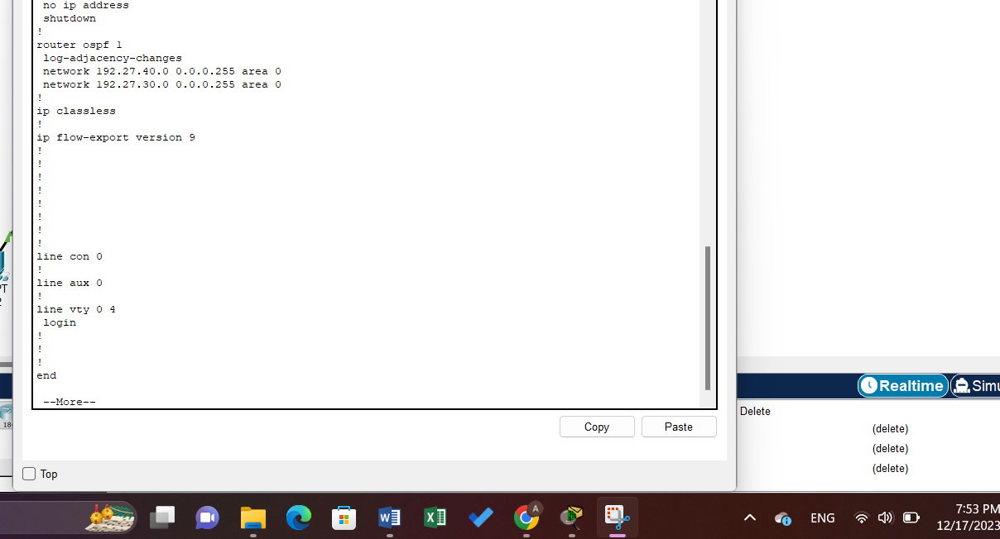 no ip address
shutdown
!
router ospf 1
log-adjacency-changes
network 192.27.40.0 0.0.0.255 area 0
network 192.27.30.0 0.0.0.255 area 0
!
ip classless
!
ip flow-export version 9
!
!
!
!
!
!
!
!
line con 0
!
line aux 0
!
line vty 0 4
login
!
!
!
end
--More--
Copy Paste
Top
Realtime Simu
Delete
(delete)
(delete)
(delete)
18
A
ENG
7:53 PM
12/17/2023